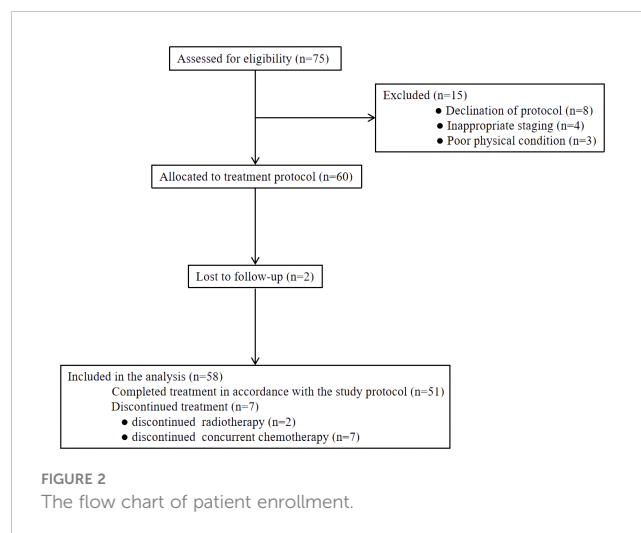 Assessed for eligibility (n=75)
Excluded (n=15)
● Declination of protocol (n=8)
● Inappropriate staging (n=4)
● Poor physical condition (n=3)
Allocated to treatment protocol (n=60)
Lost to follow-up (n=2)
Included in the analysis (n=58)
Completed treatment in accordance with the study protocol (n=51)
Discontinued treatment (n=7)
● discontinued radiotherapy (n=2)
● discontinued concurrent chemotherapy (n=7)
FIGURE 2
The flow chart of patient enrollment.